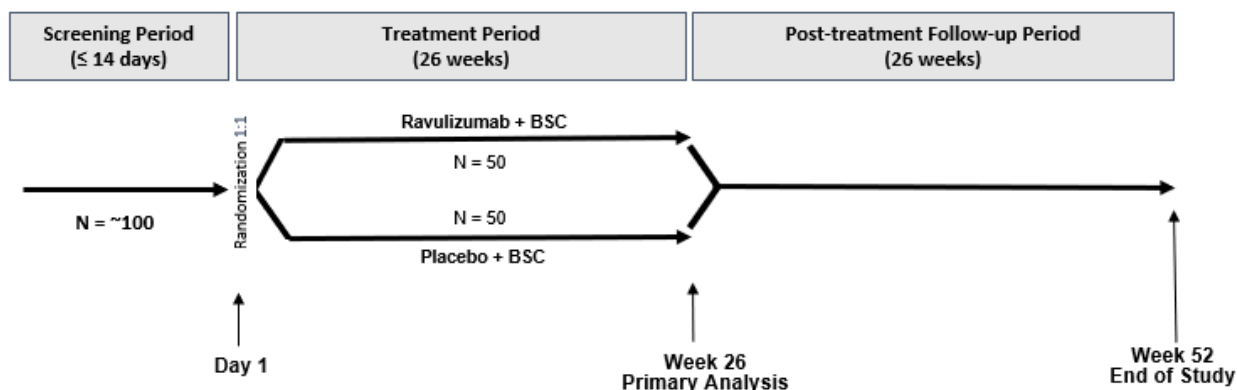 Screening Period
(≤ 14 days)
Treatment Period
(26 weeks)
Post-treatment Follow-up Period
(26 weeks)
Randomization 1:1
Ravulizumab + BSC
N = 50
N = ~100
N = 50
Placebo + BSC
Day 1
Week 26
Primary Analysis
Week 52
End of Study